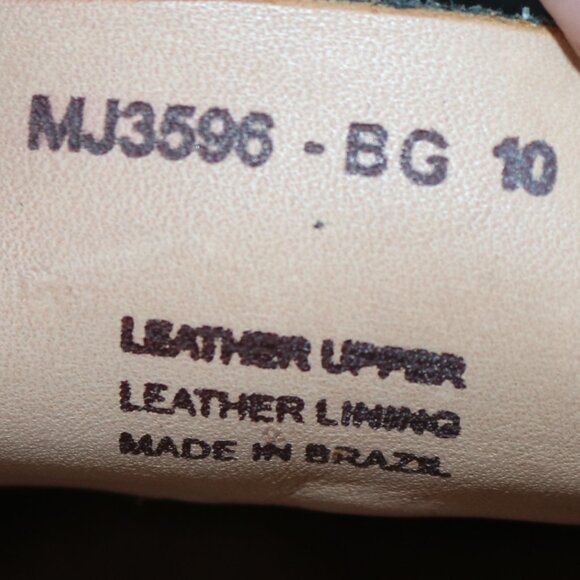 MJ3596 - BG 10
LEATHER UPPER
LEATHER LINING
MADE IN BRAZIL